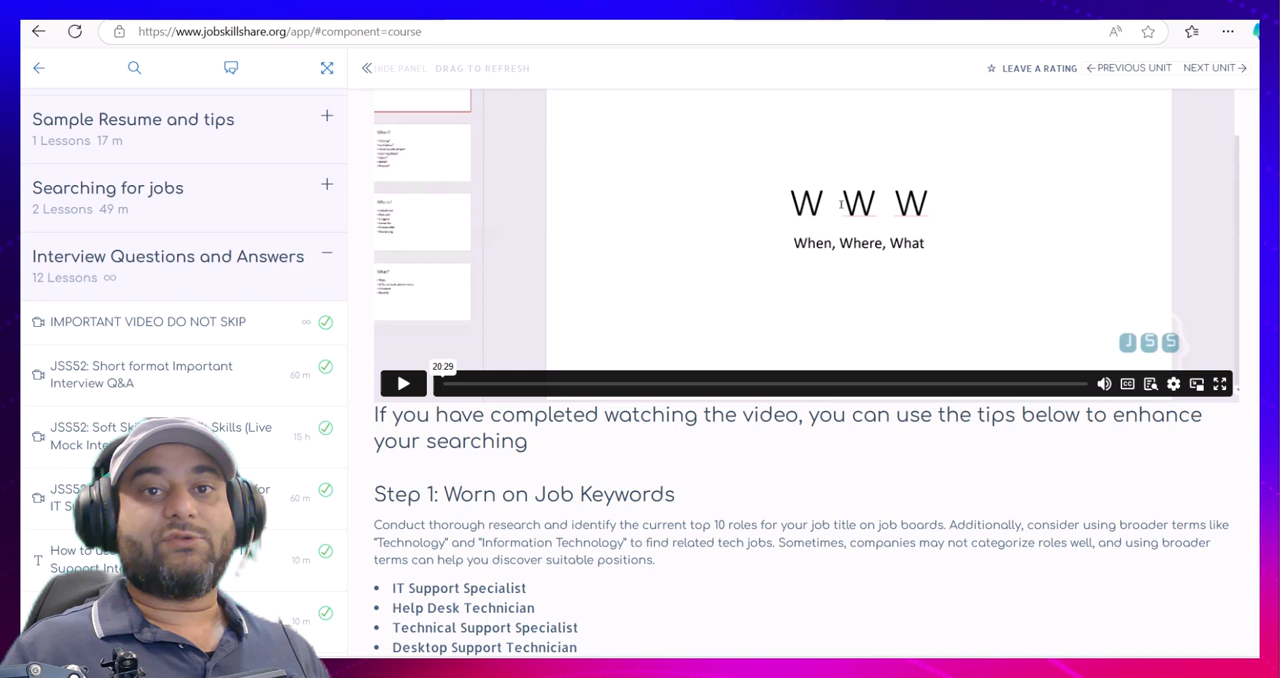 https://www.jobskillshare.org/app/#component=course
HIDE PANEL DRAG TO REFRESH
LEAVE A RATING
PREVIOUS UNIT
NEXT UNIT
Sample Resume and tips
1 Lessons 17 m
Searching for jobs
2 Lessons 49 m
Interview Questions and Answers
12 Lessons ∞
IMPORTANT VIDEO DO NOT SKIP ∞
JSS52: Short format Important
Interview Q&A
60 m
JSS52: Soft Skills (Live
Mock
15 h
for
60 m
How to
Support
10 m
10 m
When?
Where?
What?
W W W
When, Where, What
JSS
20:29
CC
If you have completed watching the video, you can use the tips below to enhance
your searching
Step 1: Worn on Job Keywords
Conduct thorough research and identify the current top 10 roles for your job title on job boards. Additionally, consider using broader terms like
"Technology" and "Information Technology" to find related tech jobs. Sometimes, companies may not categorize roles well, and using broader
terms can help you discover suitable positions.
• IT Support Specialist
• Help Desk Technician
• Technical Support Specialist
• Desktop Support Technician